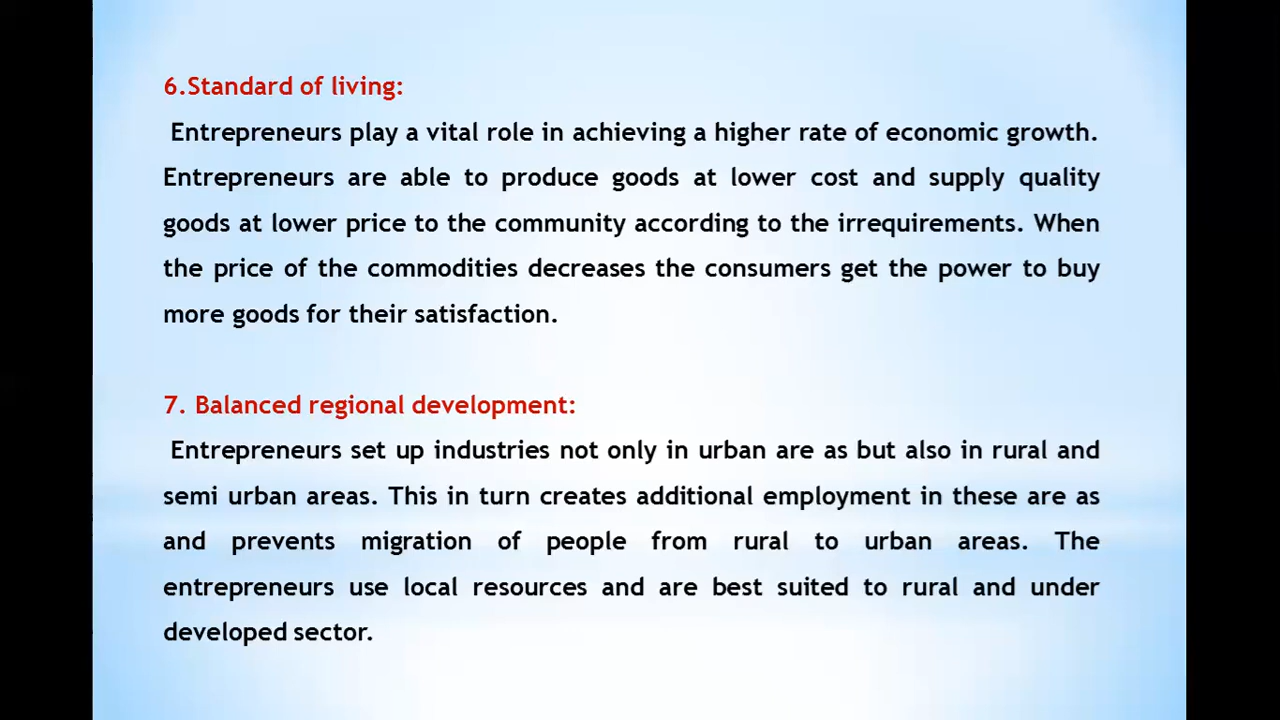 6.Standard of living:
Entrepreneurs play a vital role in achieving a higher rate of economic growth.
Entrepreneurs are able to produce goods at lower cost and supply quality
goods at lower price to the community according to the irrequirements. When
the price of the commodities decreases the consumers get the power to buy
more goods for their satisfaction.
7. Balanced regional development:
Entrepreneurs set up industries not only in urban are as but also in rural and
semi urban areas. This in turn creates additional employment in these are as
and prevents migration of people from rural to urban areas. The
entrepreneurs use local resources and are best suited to rural and under
developed sector.